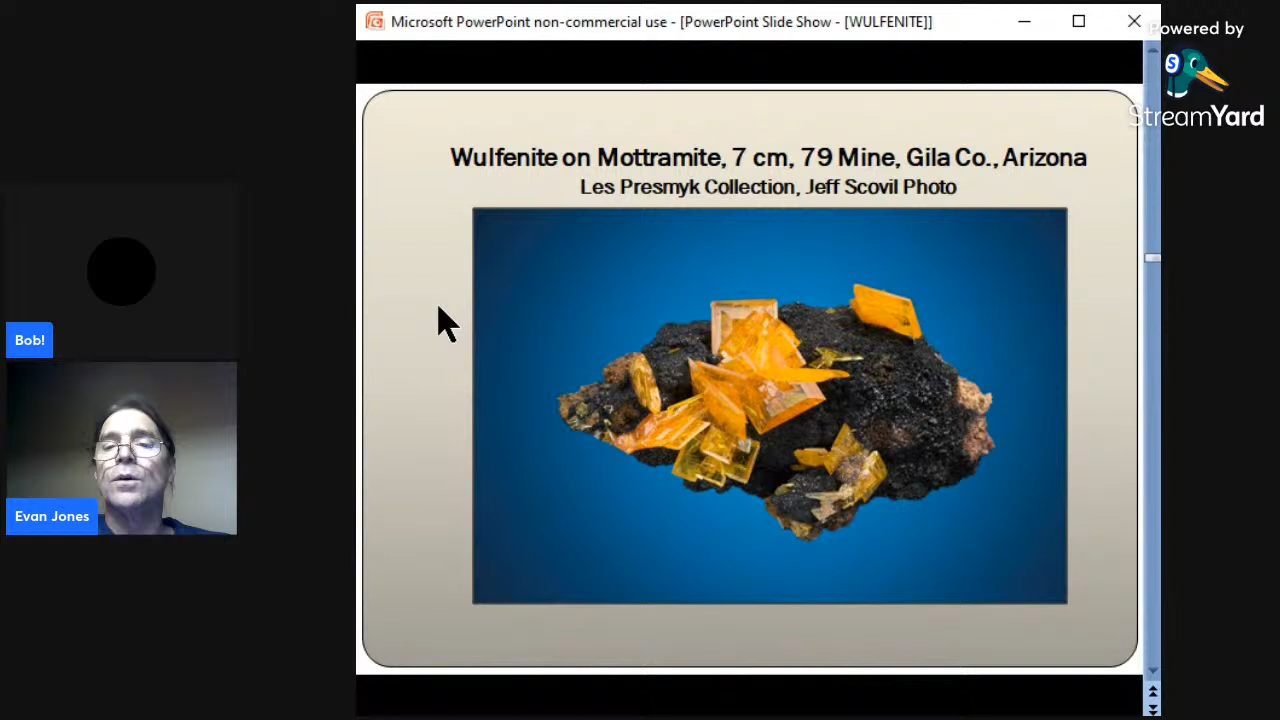 Microsoft PowerPoint non-commercial use - [PowerPoint Slide Show - [WULFENITE]]
Powered by
S
StreamYard
Wulfenite on Mottramite, 7 cm, 79 Mine, Gila Co., Arizona
Les Presmyk Collection, Jeff Scovil Photo
Bob!
Evan Jones